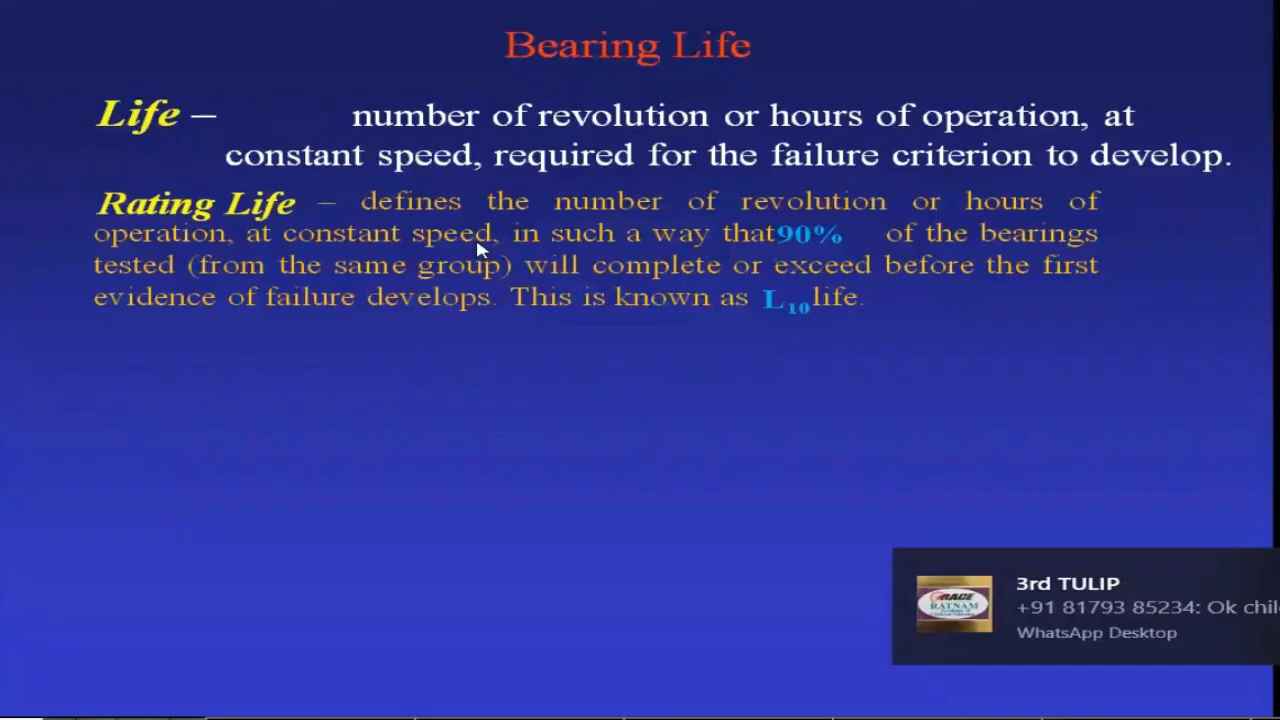 Bearing Life
Life – number of revolution or hours of operation, at
constant speed, required for the failure criterion to develop.
Rating Life – defines the number of revolution or hours of
operation, at constant speed, in such a way that 90% of the bearings
tested (from the same group) will complete or exceed before the first
evidence of failure develops. This is known as L10 life.
3rd TULIP
+91 81793 85234: Ok chil
WhatsApp Desktop
RACE
RATNAM